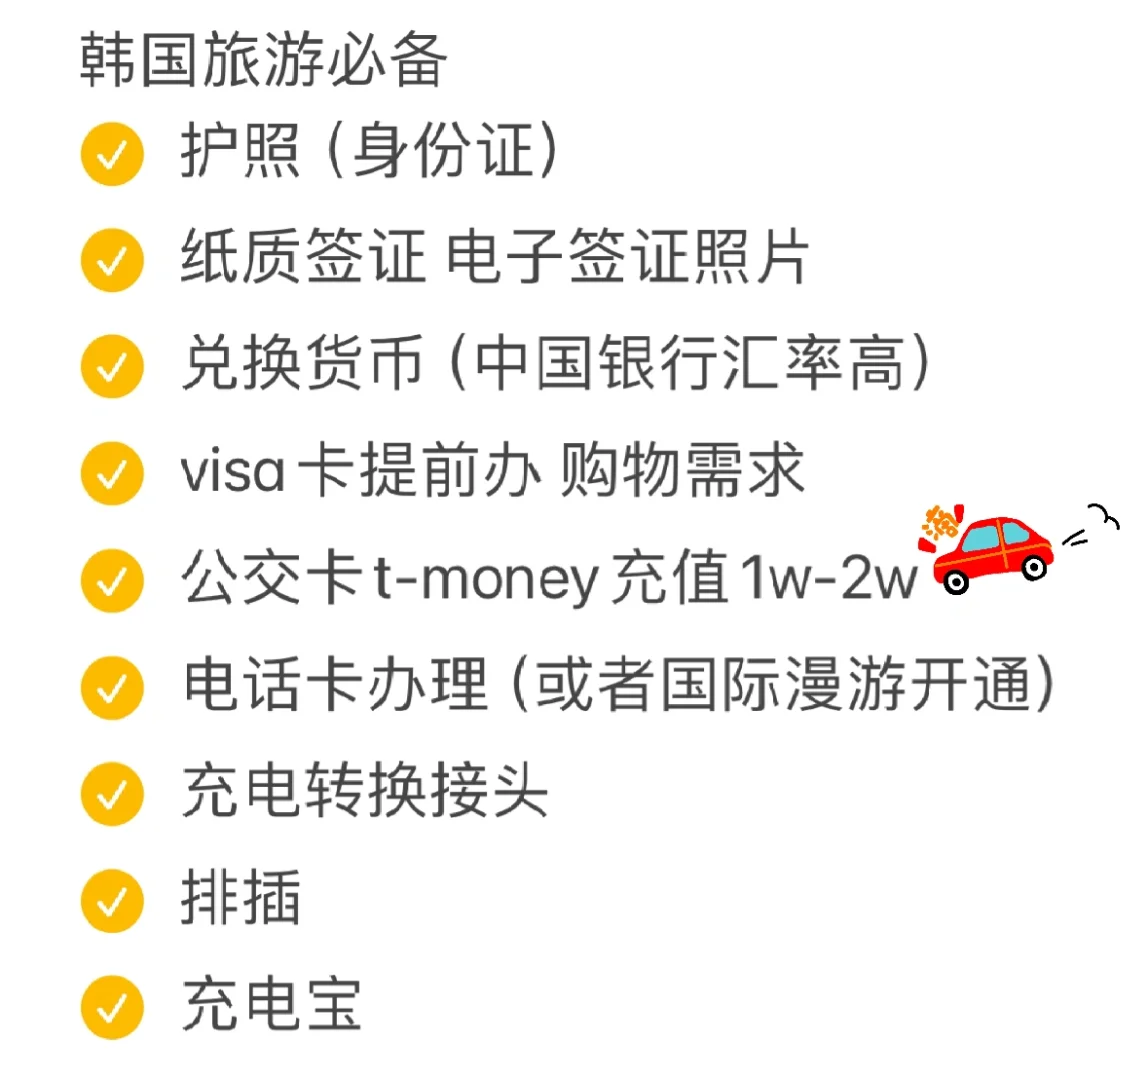 韩国旅游必备
护照（身份证）
纸质签证 电子签证照片
兑换货币（中国银行汇率高）
visa卡提前办 购物需求
公交卡t-money充值1w-2w
电话卡办理（或者国际漫游开通）
充电转换接头
排插
充电宝